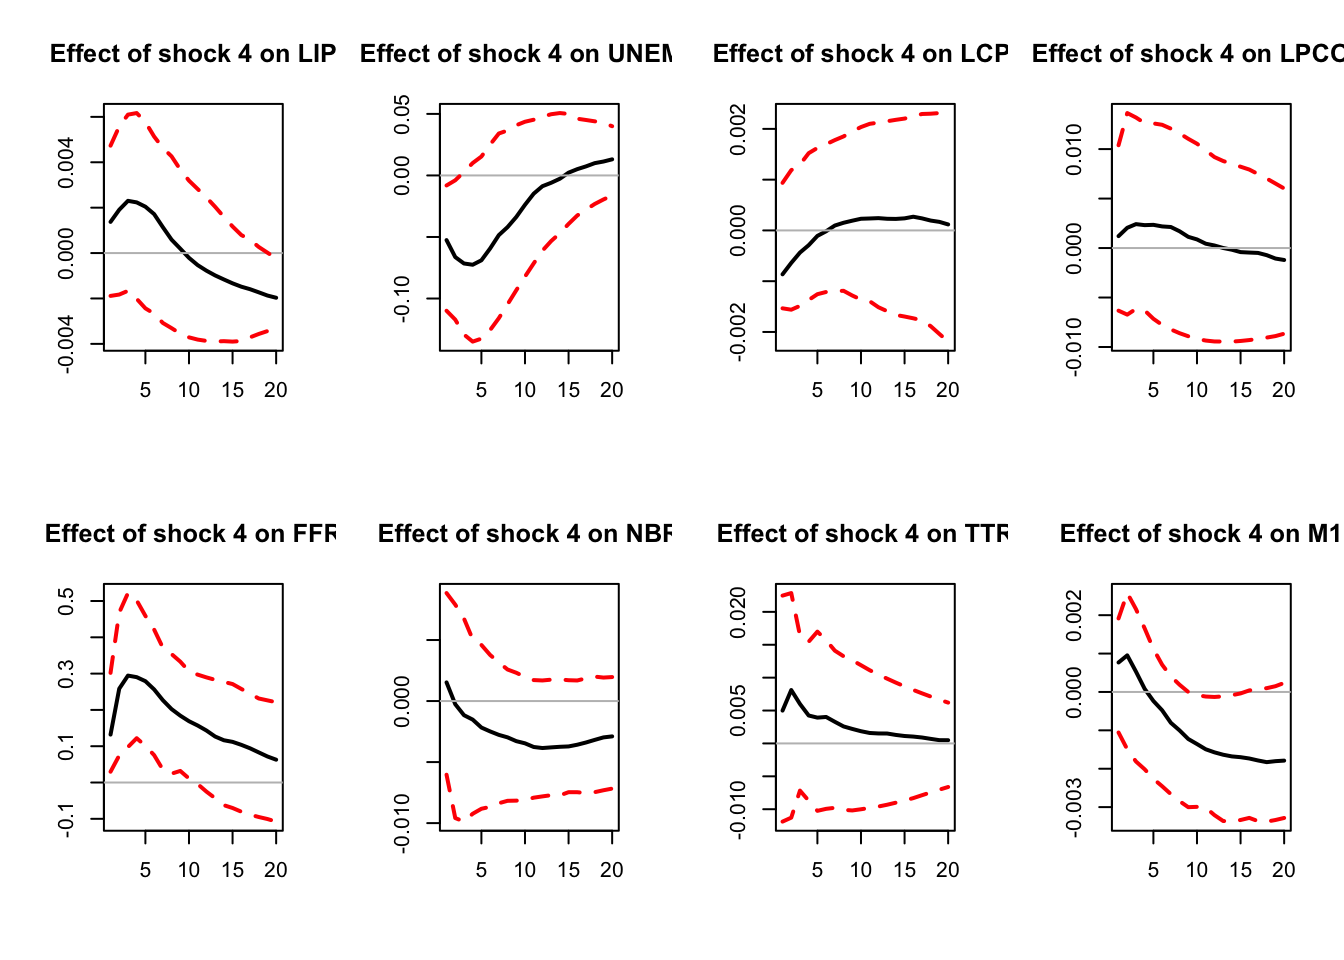 Effect of shock 4 on LIP
Effect of shock 4 on UNEM
Effect of shock 4 on LCP
Effect of shock 4 on LPCO
0.004
0.000
-0.004
5 10 15 20
0.05
0.00
-0.10
5 10 15 20
0.002
0.000
-0.002
5 10 15 20
0.010
0.000
-0.010
5 10 15 20
Effect of shock 4 on FFR
Effect of shock 4 on NBR
Effect of shock 4 on TTR
Effect of shock 4 on M1
0.5
0.3
0.1
-0.1
5 10 15 20
0.000
-0.010
5 10 15 20
0.020
0.005
-0.010
5 10 15 20
0.002
0.000
-0.003
5 10 15 20